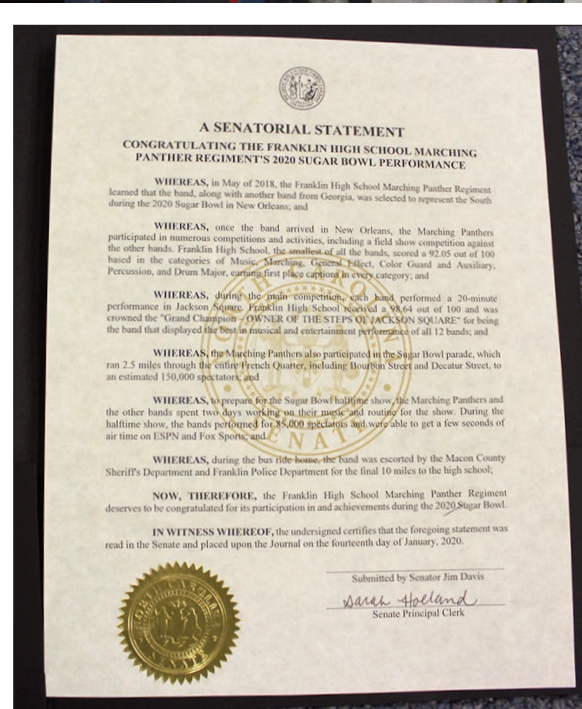 A SENATORIAL STATEMENT
CONGRATULATING THE FRANKLIN HIGH SCHOOL MARCHING
PANTHER REGIMENT'S 2020 SUGAR BOWL PERFORMANCE
WHEREAS, in May of 2018, the Franklin High School Marching Panther Regiment
learned that the band, along with another band from Georgia, was selected to represent the South
during the 2020 Sugar Bowl in New Orleans; and
WHEREAS, once the band arrived in New Orleans, the Marching Panthers
participated in numerous competitions and activities, including a field show competition against
the other bands. Franklin High School, the smallest of all the bands, scored a 92.05 out of 100
based in the categories of Music, Marching, General Effect, Color Guard and Auxiliary,
Percussion, and Drum Major, earning first place captions in every category; and
WHEREAS, during the main competition, each band performed a 20-minute
performance in Jackson Square. Franklin High School received a 98.64 out of 100 and was
crowned the "Grand Champion - OWNER OF THE STEPS OF JACKSON SQUARE" for being
the band that displayed the best in musical and entertainment performance of all 12 bands; and
WHEREAS, the Marching Panthers also participated in the Sugar Bowl parade, which
ran 2.5 miles through the entire French Quarter, including Bourbon Street and Decatur Street, to
an estimated 150,000 spectators; and
WHEREAS, to prepare for the Sugar Bowl halftime show, the Marching Panthers and
the other bands spent two days working on their music and routine for the show. During the
halftime show, the bands performed for 85,000 spectators and were able to get a few seconds of
air time on ESPN and Fox Sports; and
WHEREAS, during the bus ride home, the band was escorted by the Macon County
Sheriff's Department and Franklin Police Department for the final 10 miles to the high school;
NOW, THEREFORE, the Franklin High School Marching Panther Regiment
deserves to be congratulated for its participation in and achievements during the 2020 Sugar Bowl.
IN WITNESS WHEREOF, the undersigned certifies that the foregoing statement was
read in the Senate and placed upon the Journal on the fourteenth day of January, 2020.
Submitted by Senator Jim Davis
Sarah Holland
Senate Principal Clerk
NORTH CAROLINA
SENATE